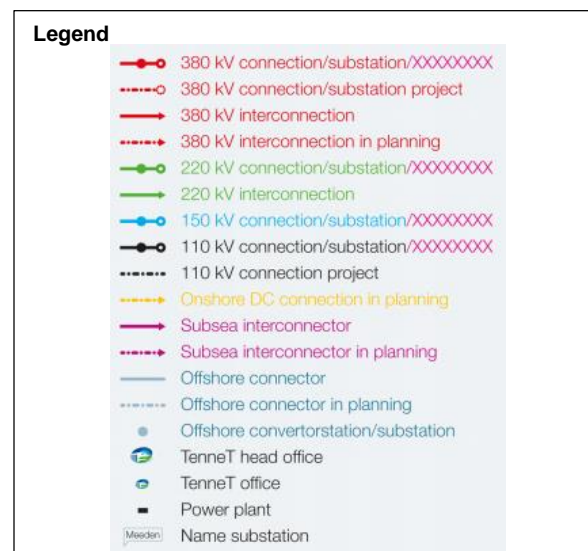 Legend
380 kV connection/substation/XXXXXXXX
380 kV connection/substation project
380 kV interconnection
380 kV interconnection in planning
220 kV connection/substation/XXXXXXXX
220 kV interconnection
150 kV connection/substation/XXXXXXXX
110 kV connection/substation/XXXXXXXX
110 kV connection project
Onshore DC connection in planning
Subsea interconnector
Subsea interconnector in planning
Offshore connector
Offshore connector in planning
Offshore convertorstation/substation
TenneT head office
TenneT office
Power plant
Meeden Name substation